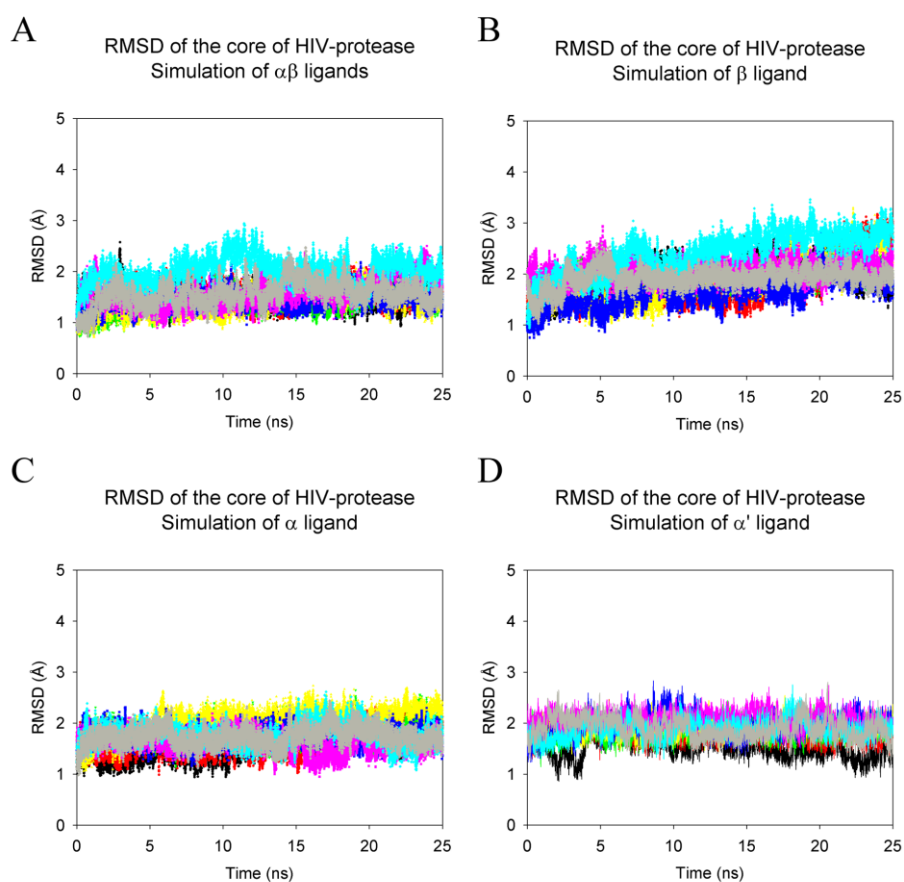 A
RMSD of the core of HIV-protease
Simulation of αβ ligands
RMSD (Å)
5
4
3
2
1
0
0 5 10 15 20 25
Time (ns)
B
RMSD of the core of HIV-protease
Simulation of β ligand
RMSD (Å)
5
4
3
2
1
0
0 5 10 15 20 25
Time (ns)
C
RMSD of the core of HIV-protease
Simulation of α ligand
RMSD (Å)
5
4
3
2
1
0
0 5 10 15 20 25
Time (ns)
D
RMSD of the core of HIV-protease
Simulation of α' ligand
RMSD (Å)
5
4
3
2
1
0
0 5 10 15 20 25
Time (ns)